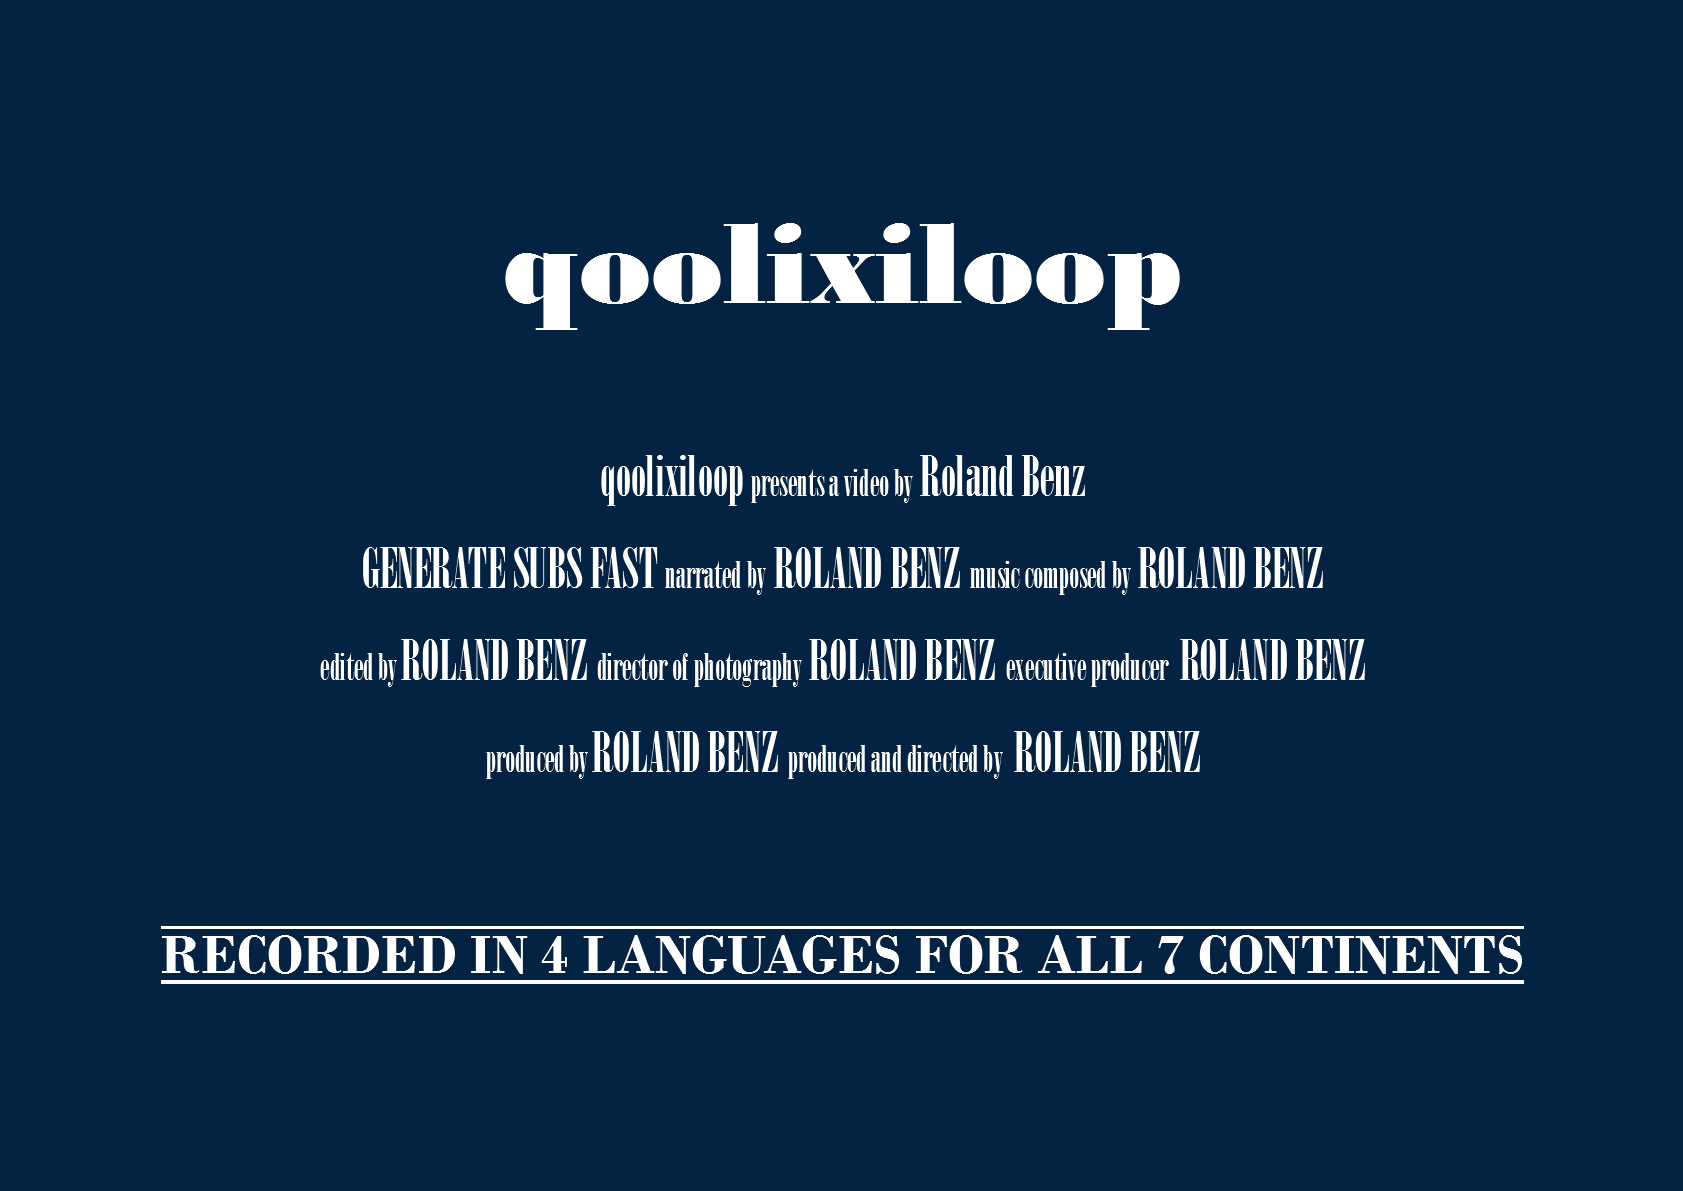 qoolixiloop
qoolixiloop presents a video by Roland Benz
GENERATE SUBS FAST narrated by ROLAND BENZ music composed by ROLAND BENZ
edited by ROLAND BENZ director of photography ROLAND BENZ executive producer ROLAND BENZ
produced by ROLAND BENZ produced and directed by ROLAND BENZ
RECORDED IN 4 LANGUAGES FOR ALL 7 CONTINENTS